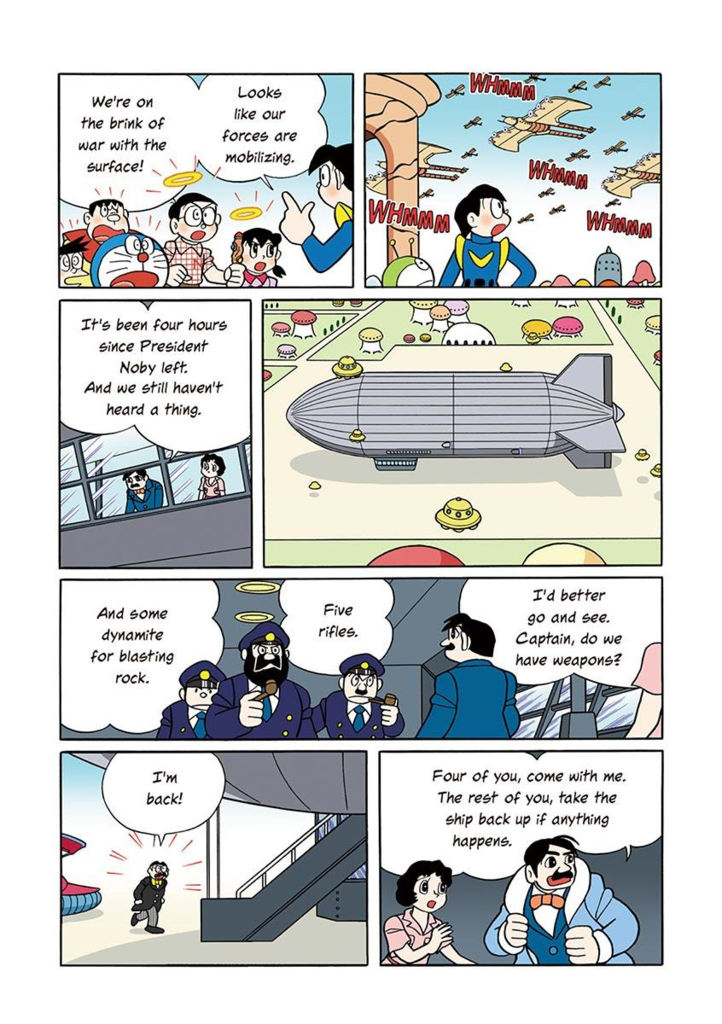 We're on
the brink of
war with the
surface!
Looks
like our
forces are
mobilizing.
WHMMM
WHMMM
WHMMM
WHMMM
It's been four hours
since President
Noby left.
And we still haven't
heard a thing.
I'd better
go and see.
Captain, do we
have weapons?
Five
rifles.
And some
dynamite
for blasting
rock.
I'm
back!
Four of you, come with me.
The rest of you, take the
ship back up if anything
happens.